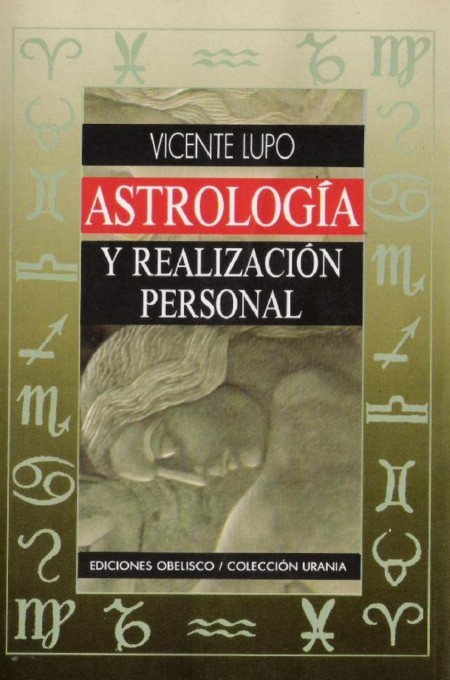 VICENTE LUPO
ASTROLOGÍA
Y REALIZACIÓN
PERSONAL
EDICIONES OBELISCO / COLECCIÓN URANIA